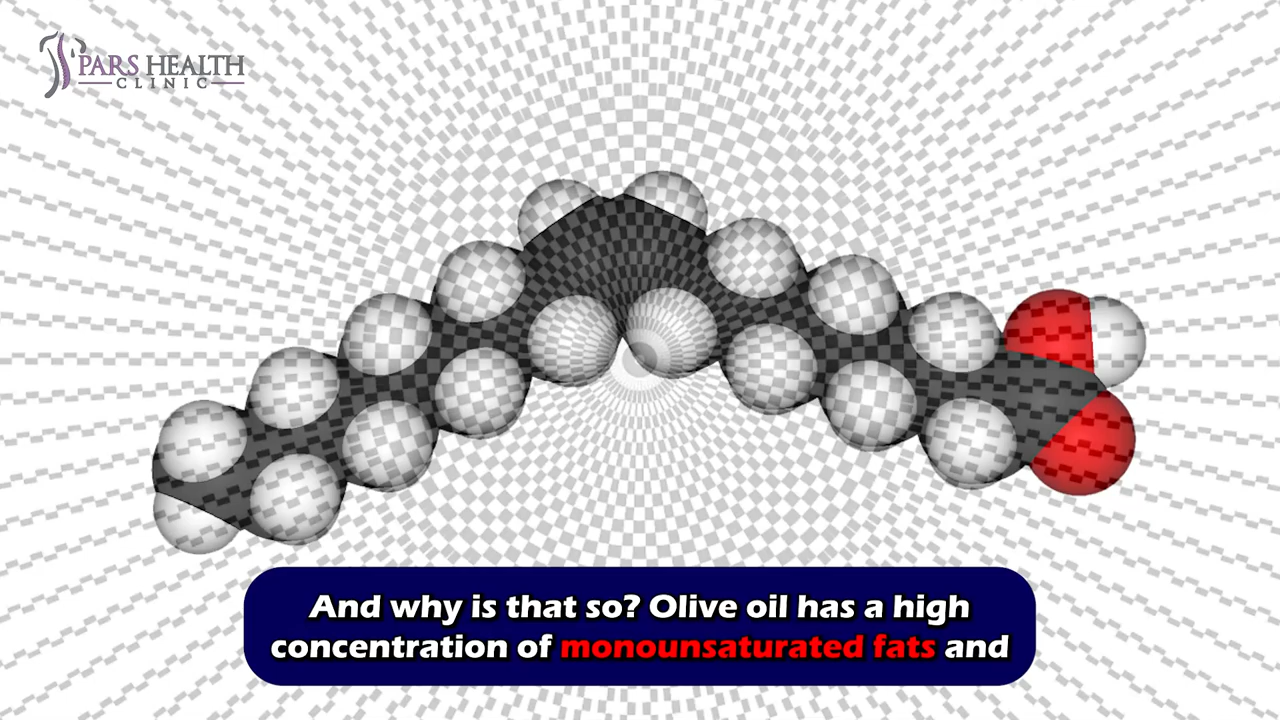 PARS HEALTH
CLINIC
And why is that so? Olive oil has a high
concentration of monounsaturated fats and